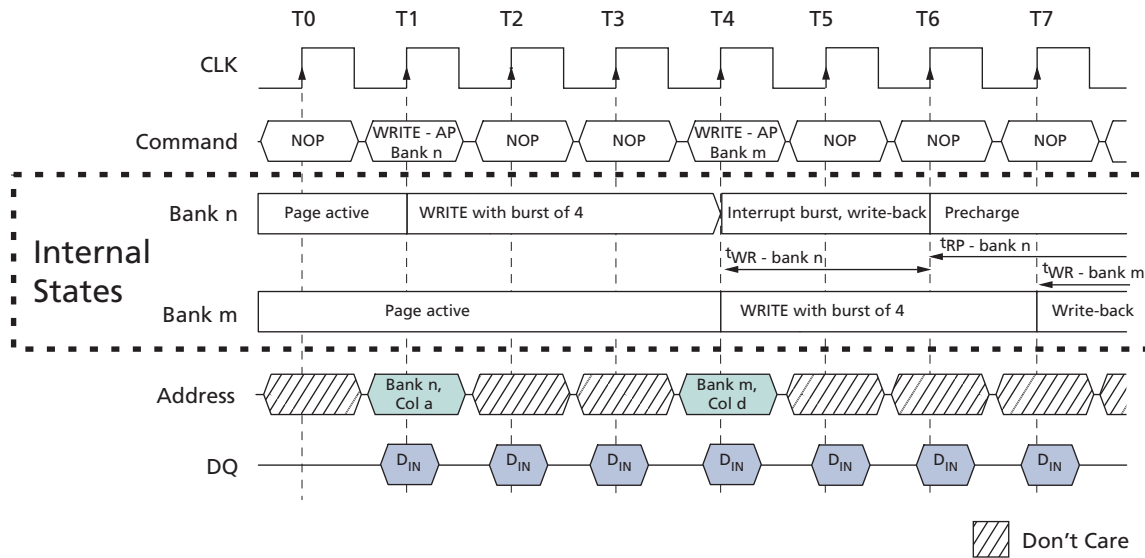 T0 T1 T2 T3 T4 T5 T6 T7
CLK
Command NOP WRITE - AP Bank n NOP NOP WRITE - AP Bank m NOP NOP NOP
Bank n Page active WRITE with burst of 4 Interrupt burst, write-back Precharge
Internal States
tWR - bank n tRP - bank n
tWR - bank m
Bank m Page active WRITE with burst of 4 Write-back
Address Bank n, Col a Bank m, Col d
DQ DIN DIN DIN DIN DIN DIN DIN
Don't Care